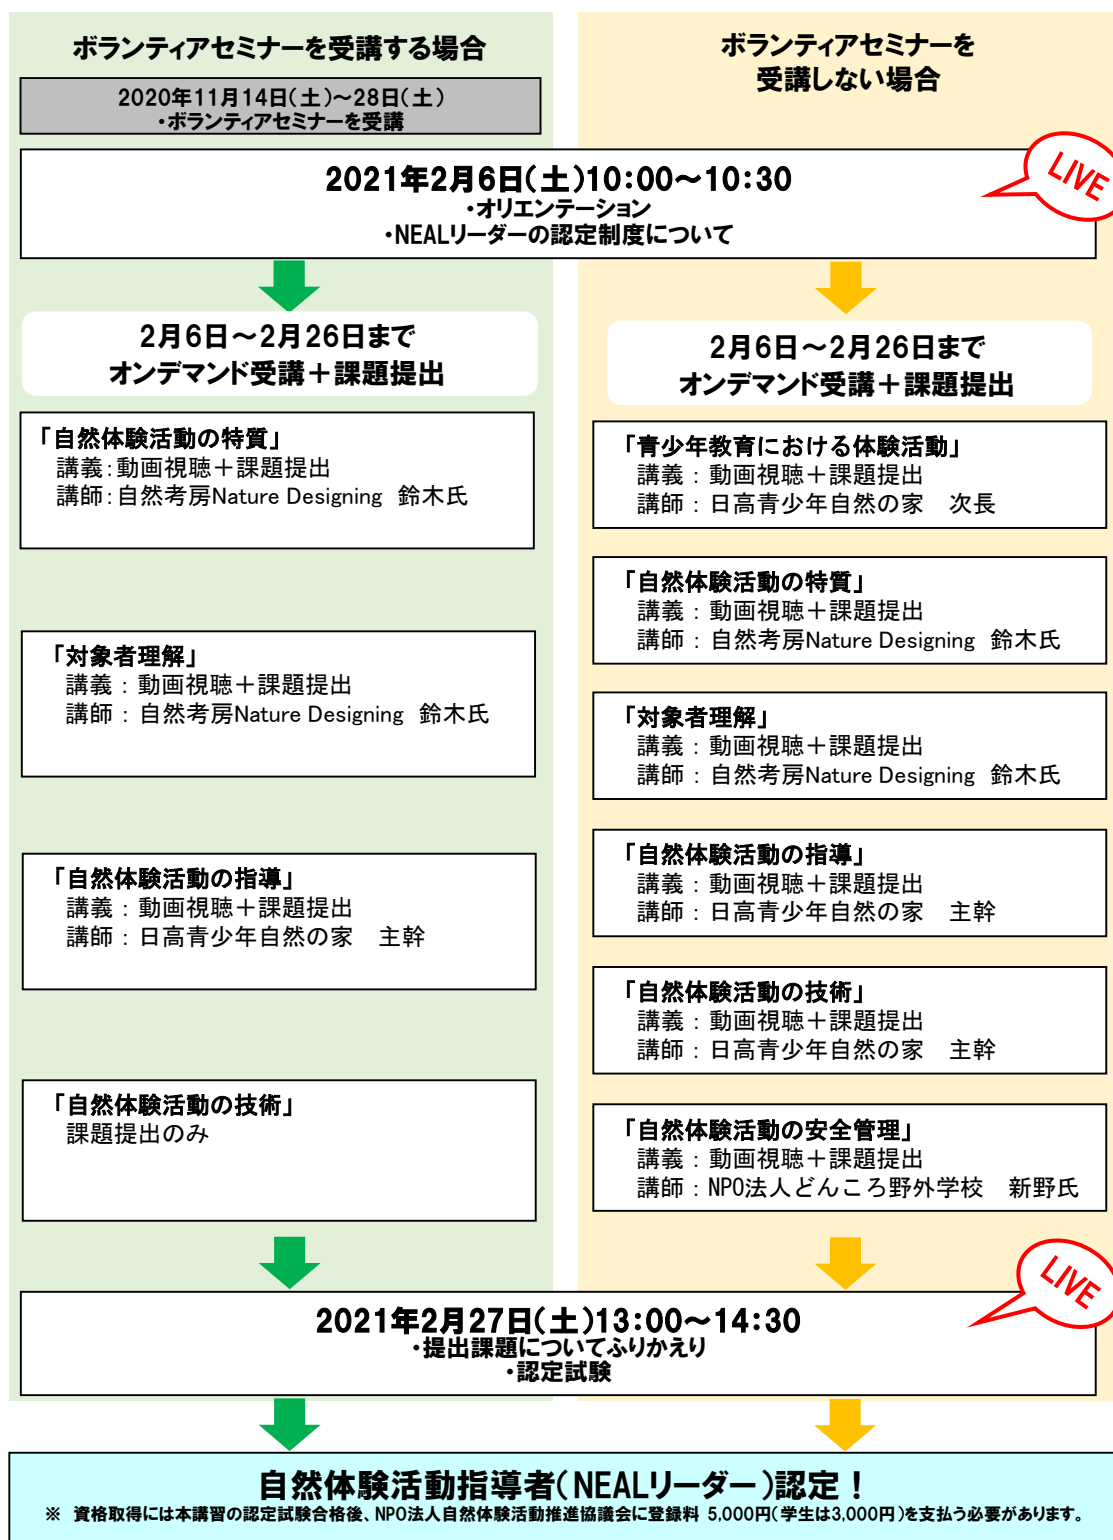 ボランティアセミナーを受講する場合
2020年11月14日(土)～28日(土)
・ボランティアセミナーを受講
ボランティアセミナーを
受講しない場合
2021年2月6日(土)10:00～10:30
・オリエンテーション
・NEALリーダーの認定制度について
LIVE
2月6日～2月26日まで
オンデマンド受講＋課題提出
「自然体験活動の特質」
講義：動画視聴＋課題提出
講師：自然考房Nature Designing 鈴木氏
「対象者理解」
講義：動画視聴＋課題提出
講師：自然考房Nature Designing 鈴木氏
「自然体験活動の指導」
講義：動画視聴＋課題提出
講師：日高青少年自然の家　主幹
「自然体験活動の技術」
課題提出のみ
2月6日～2月26日まで
オンデマンド受講＋課題提出
「青少年教育における体験活動」
講義：動画視聴＋課題提出
講師：日高青少年自然の家　次長
「自然体験活動の特質」
講義：動画視聴＋課題提出
講師：自然考房Nature Designing 鈴木氏
「対象者理解」
講義：動画視聴＋課題提出
講師：自然考房Nature Designing 鈴木氏
「自然体験活動の指導」
講義：動画視聴＋課題提出
講師：日高青少年自然の家　主幹
「自然体験活動の技術」
講義：動画視聴＋課題提出
講師：日高青少年自然の家　主幹
「自然体験活動の安全管理」
講義：動画視聴＋課題提出
講師：NPO法人どんころ野外学校　新野氏
2021年2月27日(土)13:00～14:30
・提出課題についてふりかえり
・認定試験
LIVE
自然体験活動指導者(NEALリーダー)認定！
※ 資格取得には本講習の認定試験合格後、NPO法人自然体験活動推進協議会に登録料 5,000円(学生は3,000円)を支払う必要があります。